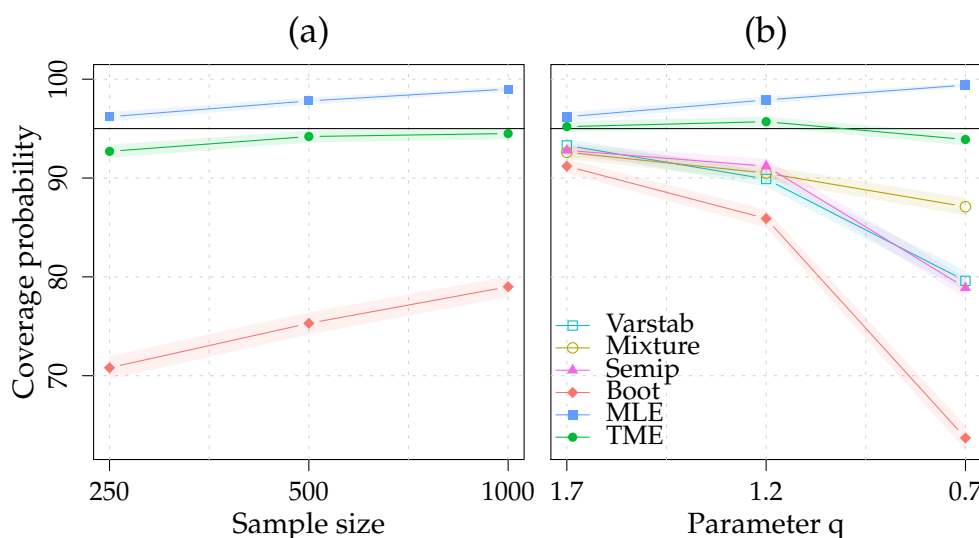 (a)
(b)
Coverage probability
100
90
80
70
250
500
1000
Sample size
Varstab
Mixture
Semip
Boot
MLE
TME
1.7
1.2
0.7
Parameter q